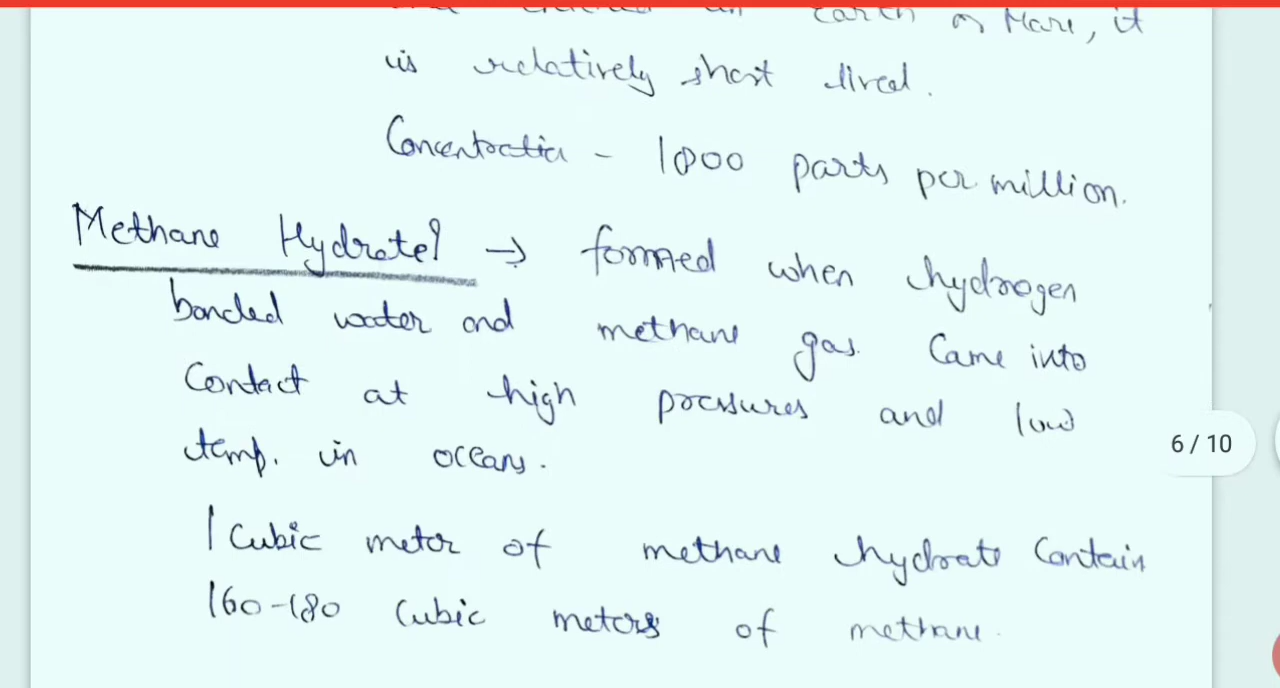 Earth or Mars, it
is relatively short lived.
Concentration - 1000 parts per million.
Methane Hydrate → formed when hydrogen
bonded water and methane gas. Came into
Contact at high pressures and low
temp. in oceans.
1 Cubic meter of methane hydrate Contain
160-180 Cubic meters of methane.
6 / 10